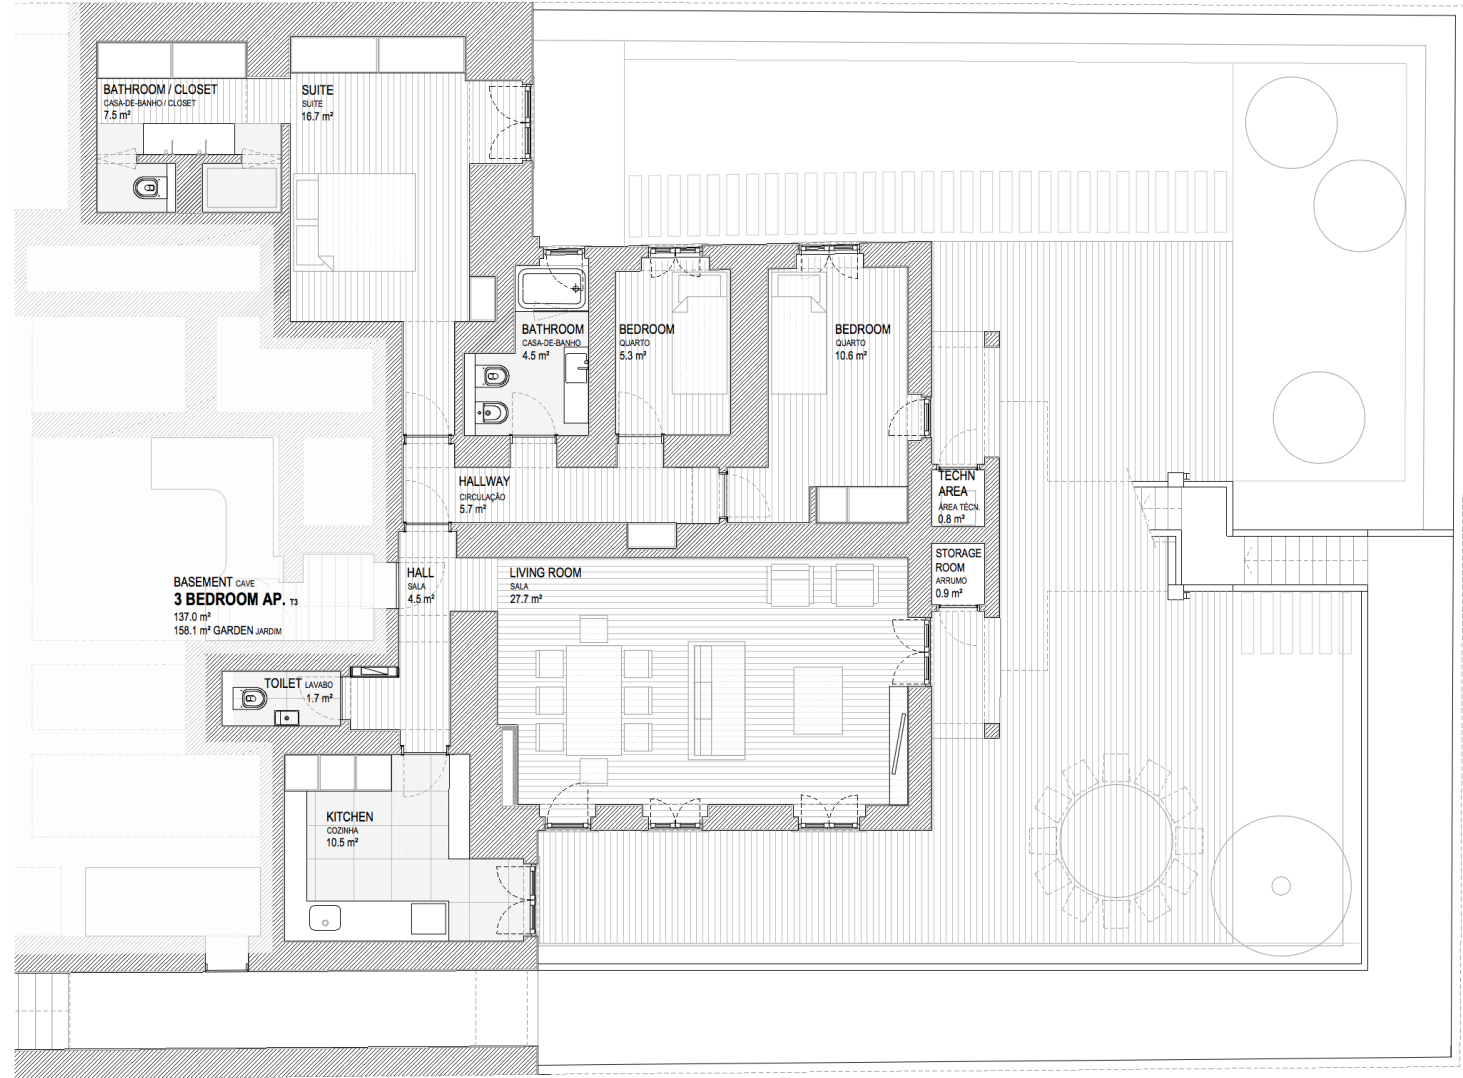 BATHROOM / CLOSET
CASA-DE-BANHO / CLOSET
7.5 m²
SUITE
SUITE
16.7 m²
BATHROOM
CASA-DE-BANHO
4.5 m²
BEDROOM
QUARTO
5.3 m²
BEDROOM
QUARTO
10.6 m²
HALLWAY
CIRCULAÇÃO
5.7 m²
TECHN
AREA
ÁREA TÉCN.
0.8 m²
STORAGE
ROOM
ARRUMO
0.9 m²
HALL
SALA
4.5 m²
LIVING ROOM
SALA
27.7 m²
BASEMENT CAVE
3 BEDROOM AP. T3
137.0 m²
158.1 m² GARDEN JARDIM
TOILET LAVABO
1.7 m²
KITCHEN
COZINHA
10.5 m²